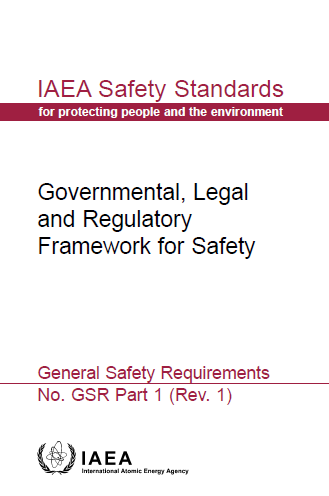 IAEA Safety Standards
for protecting people and the environment
Governmental, Legal
and Regulatory
Framework for Safety
General Safety Requirements
No. GSR Part 1 (Rev. 1)
IAEA
International Atomic Energy Agency